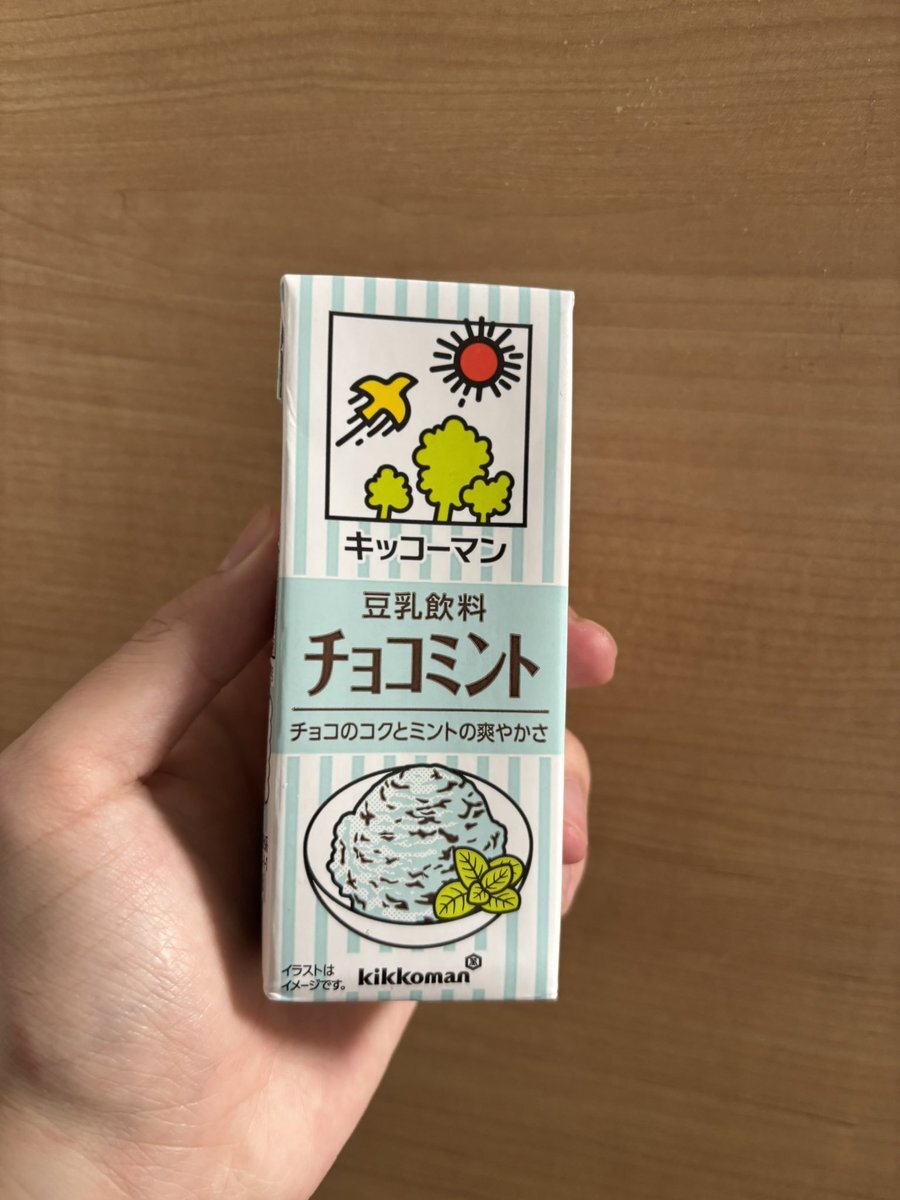 キッコーマン
豆乳飲料
チョコミント
チョコのコクとミントの爽やかさ
イラストは
イメージです。
kikkoman